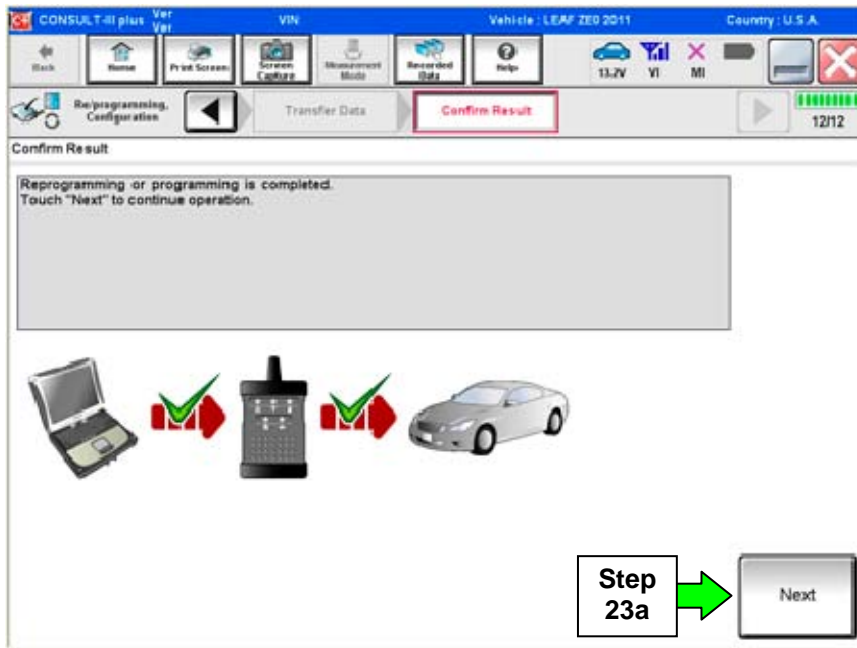 CONSULT-III plus Ver Ver VIN Vehicle : LEAF ZE0 2011 Country : U.S.A.
Back Home Print Screen Screen Capture Measurement Mode Recorded Data Help 13.2V VI MI
Re/programming, Configuration Transfer Data Confirm Result 12/12
Confirm Result
Reprogramming or programming is completed.
Touch "Next" to continue operation.
Step 23a
Next